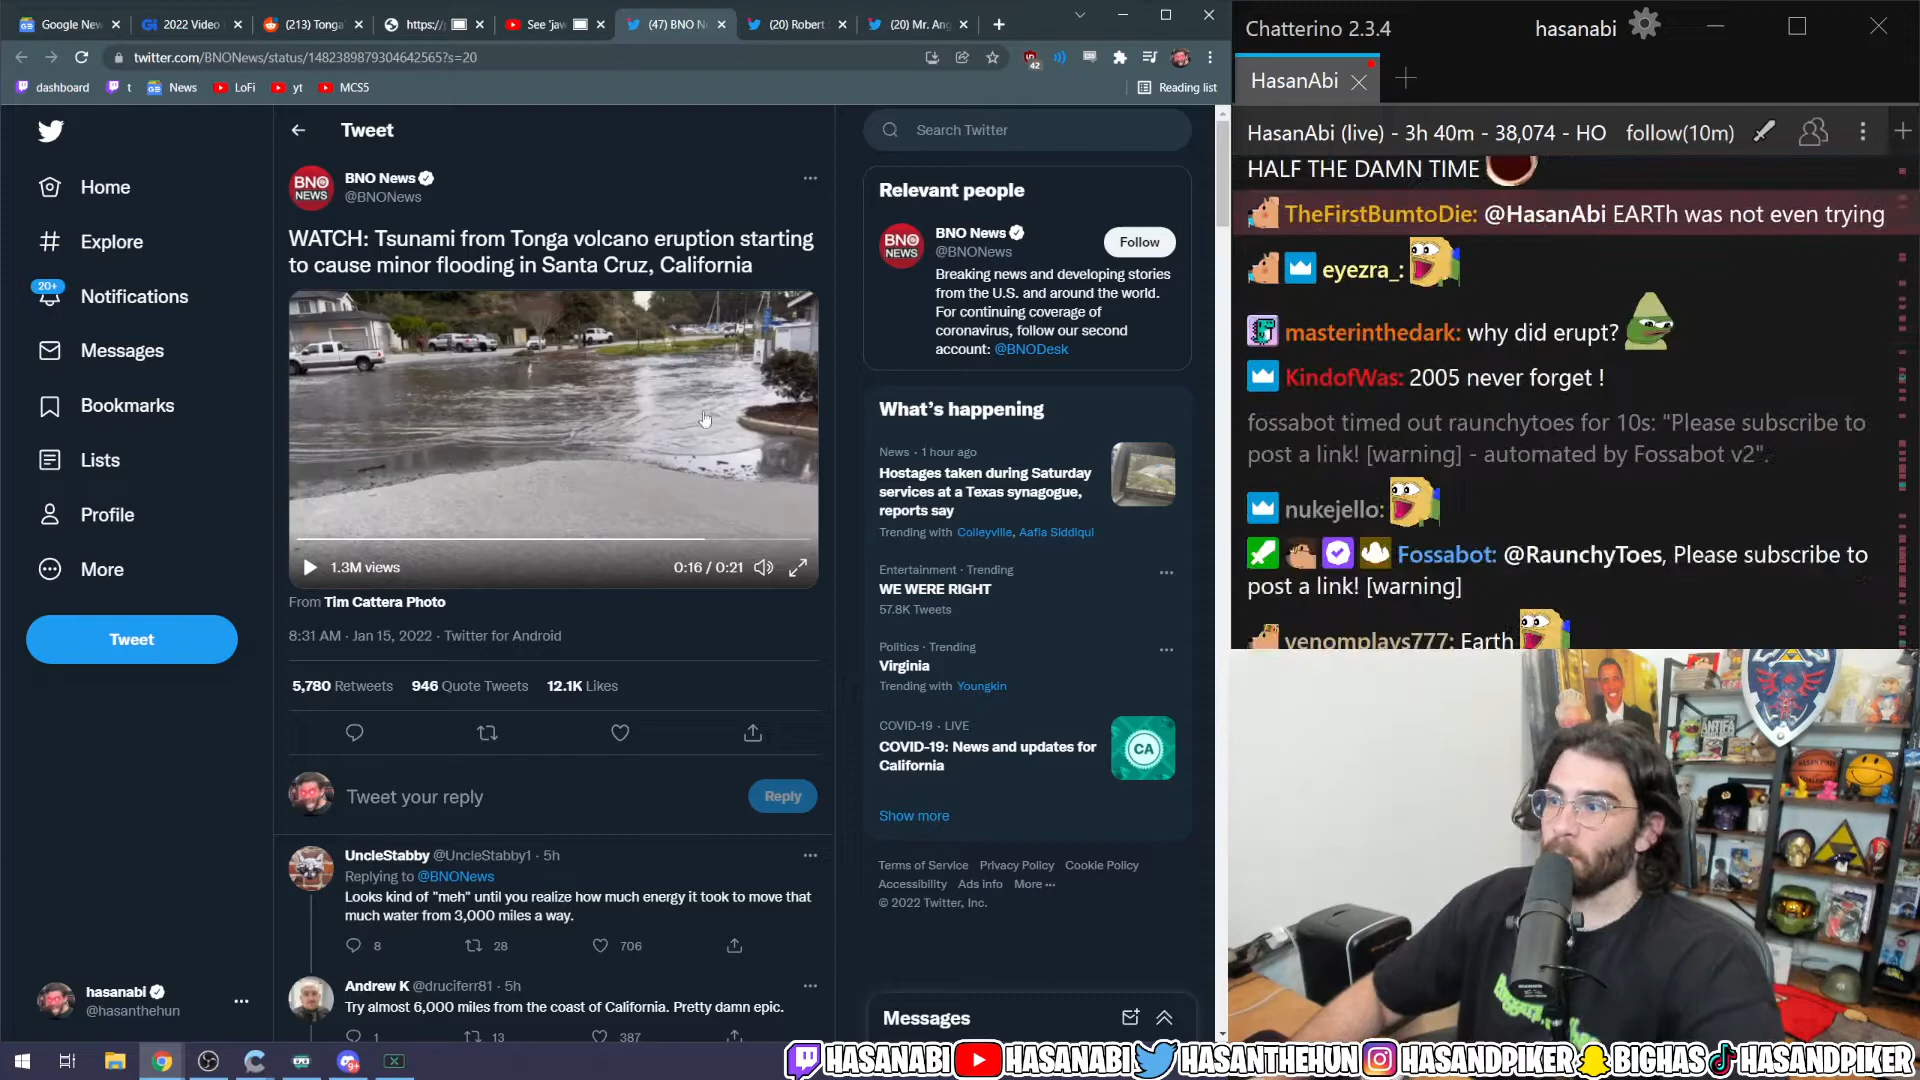 Google New
2022 Video
(213) Tonga
https://
See 'jaw
(47) BNO N
(20) Robert
(20) Mr. Ang
twitter.com/BNONews/status/1482389879304642565?s=20
42
dashboard
t
News
LoFi
yt
MCS5
Reading list
Home
Explore
20+
Notifications
Messages
Bookmarks
Lists
Profile
More
Tweet
hasanabi
@hasanthehun
Tweet
BNO News
@BNONews
WATCH: Tsunami from Tonga volcano eruption starting
to cause minor flooding in Santa Cruz, California
1.3M views
0:16 / 0:21
From Tim Cattera Photo
8:31 AM · Jan 15, 2022 · Twitter for Android
5,780 Retweets 946 Quote Tweets 12.1K Likes
Tweet your reply
Reply
UncleStabby @UncleStabby1 · 5h
Replying to @BNONews
Looks kind of "meh" until you realize how much energy it took to move that
much water from 3,000 miles a way.
8 28 706
Andrew K @druciferr81 · 5h
Try almost 6,000 miles from the coast of California. Pretty damn epic.
1 13 387
Search Twitter
Relevant people
BNO NEWS
BNO News
@BNONews
Follow
Breaking news and developing stories
from the U.S. and around the world.
For continuing coverage of
coronavirus, follow our second
account: @BNODesk
What's happening
News · 1 hour ago
Hostages taken during Saturday
services at a Texas synagogue,
reports say
Trending with Colleyville, Aafia Siddiqui
Entertainment · Trending
WE WERE RIGHT
57.8K Tweets
Politics · Trending
Virginia
Trending with Youngkin
COVID-19 · LIVE
COVID-19: News and updates for
California
CA
Show more
Terms of Service Privacy Policy Cookie Policy
Accessibility Ads info More
© 2022 Twitter, Inc.
Messages
Chatterino 2.3.4
hasanabi
HasanAbi
HasanAbi (live) - 3h 40m - 38,074 - HO
follow(10m)
HALF THE DAMN TIME
TheFirstBumtoDie: @HasanAbi EARTh was not even trying
eyezra_:
masterinthedark: why did erupt?
KindofWas: 2005 never forget !
fossabot timed out raunchytoes for 10s: "Please subscribe to
post a link! [warning] - automated by Fossabot v2".
nukejello:
Fossabot: @RaunchyToes, Please subscribe to
post a link! [warning]
venomplays777: Earth
ANTIFA
HASANABI HASANABI HASANTHEHUN HASANDPIKER BIGHAS HASANDPIKER